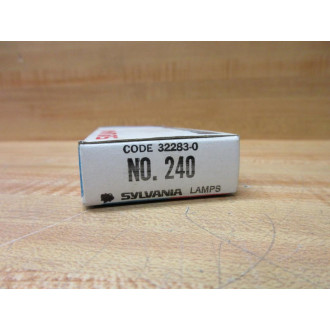 CODE 32283-0
NO. 240
SYLVANIA LAMPS